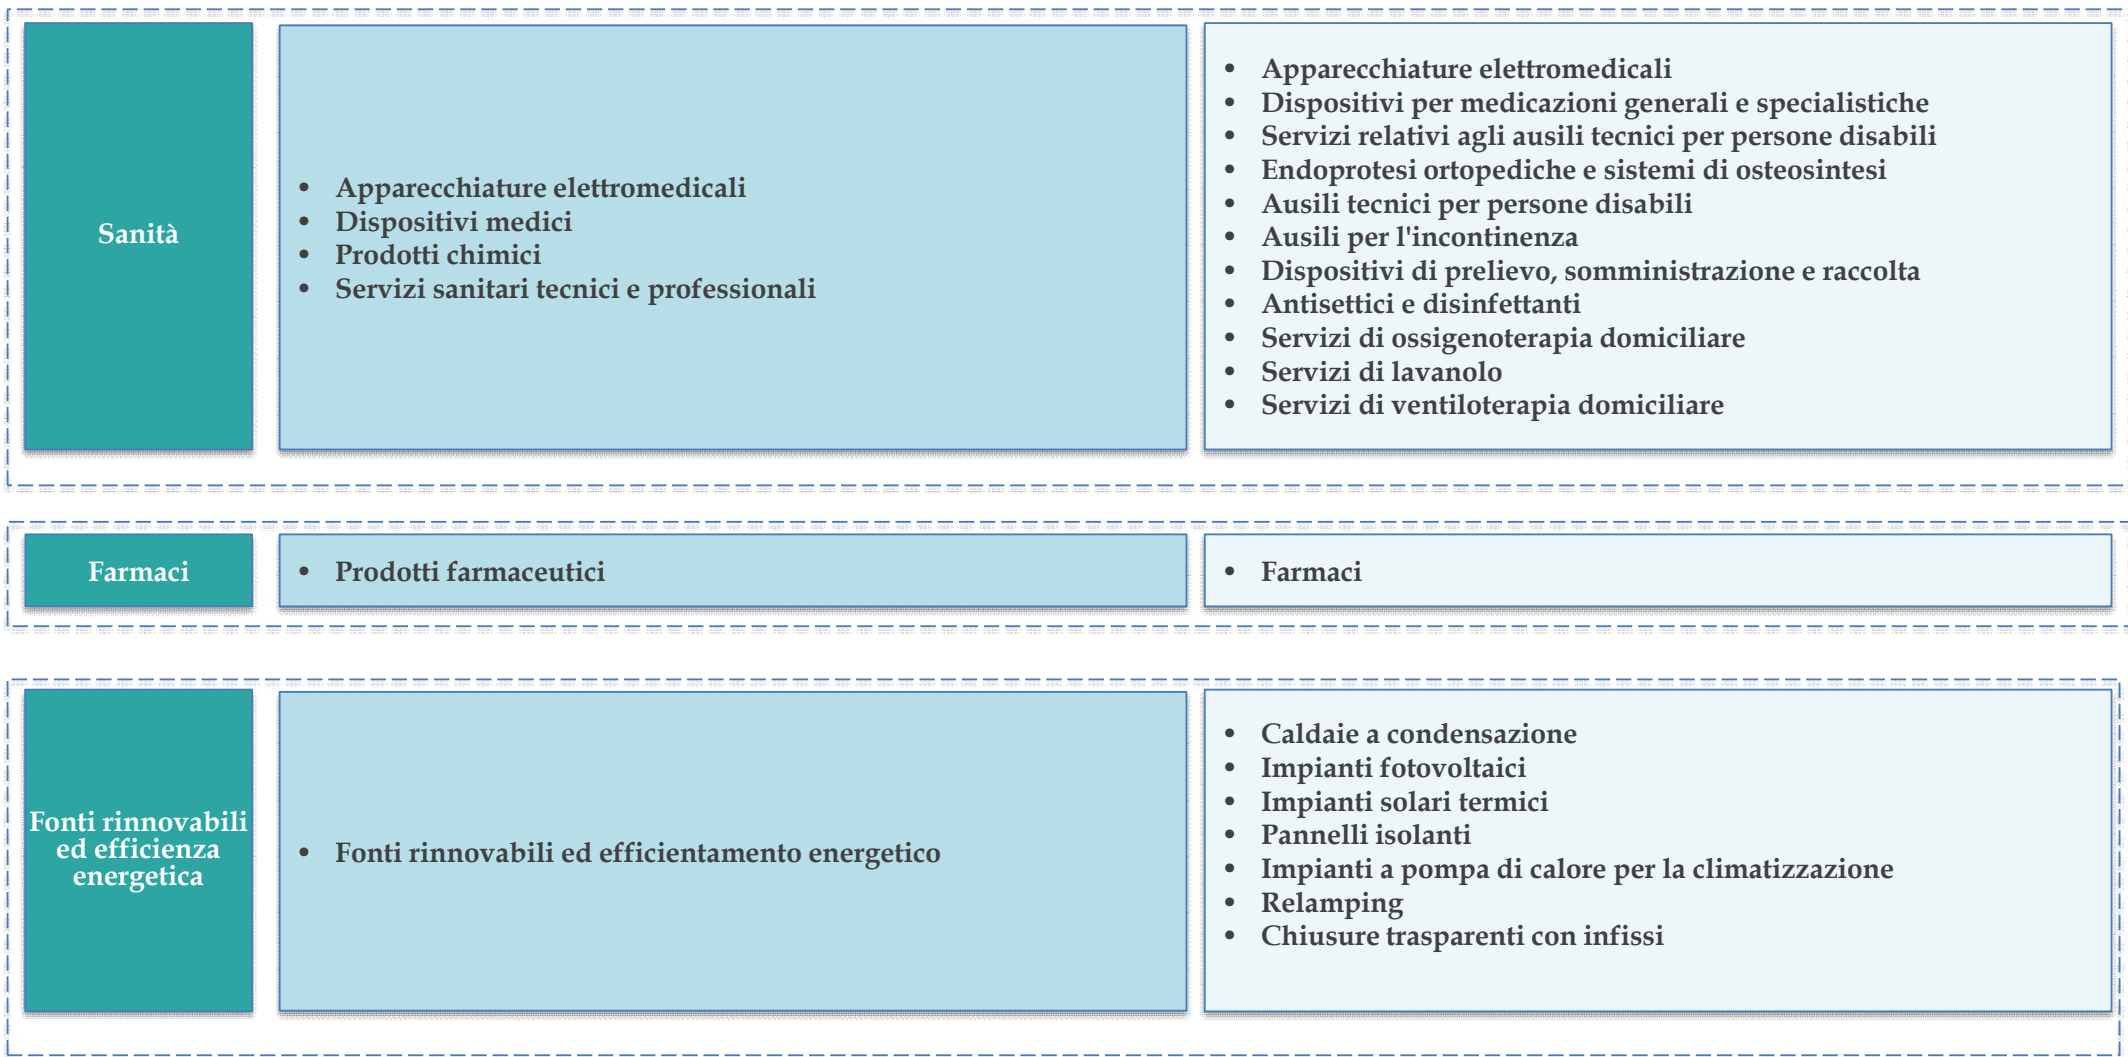 Sanità
• Apparecchiature elettromedicali
• Dispositivi medici
• Prodotti chimici
• Servizi sanitari tecnici e professionali
• Apparecchiature elettromedicali
• Dispositivi per medicazioni generali e specialistiche
• Servizi relativi agli ausili tecnici per persone disabili
• Endoprotesi ortopediche e sistemi di osteosintesi
• Ausili tecnici per persone disabili
• Ausili per l'incontinenza
• Dispositivi di prelievo, somministrazione e raccolta
• Antisettici e disinfettanti
• Servizi di ossigenoterapia domiciliare
• Servizi di lavanolo
• Servizi di ventiloterapia domiciliare
Farmaci
• Prodotti farmaceutici
• Farmaci
Fonti rinnovabili
ed efficienza
energetica
• Fonti rinnovabili ed efficientamento energetico
• Caldaie a condensazione
• Impianti fotovoltaici
• Impianti solari termici
• Pannelli isolanti
• Impianti a pompa di calore per la climatizzazione
• Relamping
• Chiusure trasparenti con infissi